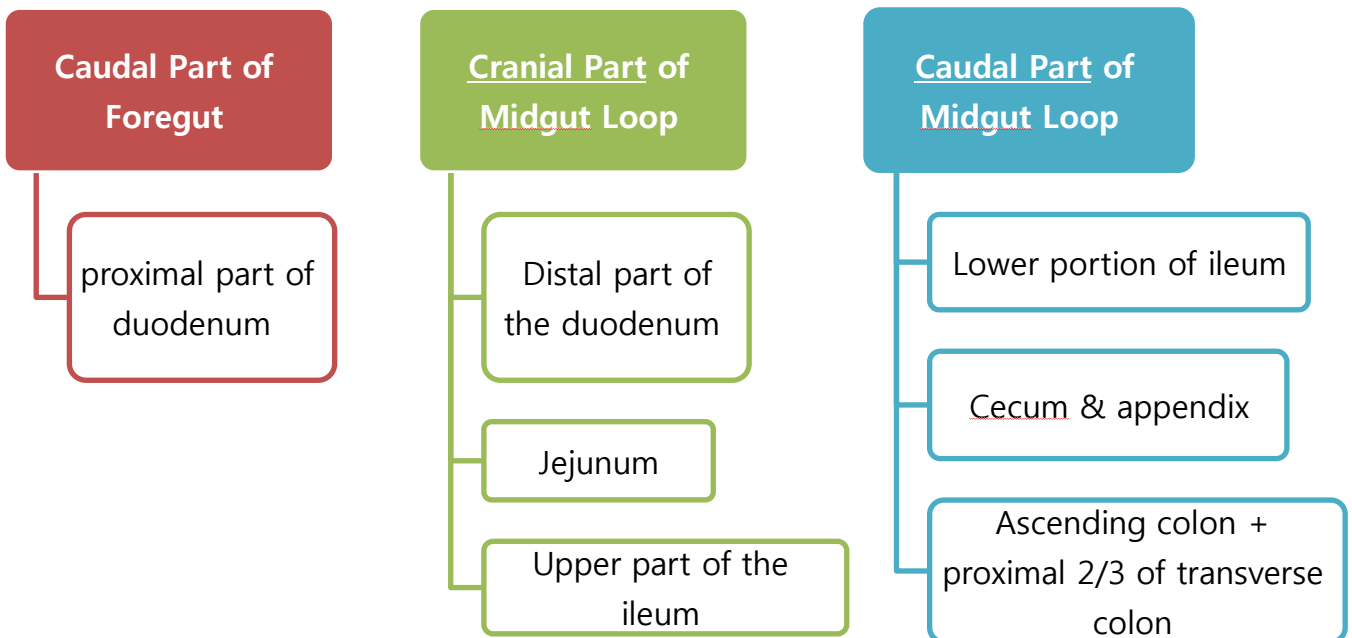 Caudal Part of
Foregut
proximal part of
duodenum
Cranial Part of
Midgut Loop
Distal part of
the duodenum
Jejunum
Upper part of the
ileum
Caudal Part of
Midgut Loop
Lower portion of ileum
Cecum & appendix
Ascending colon +
proximal 2/3 of transverse
colon